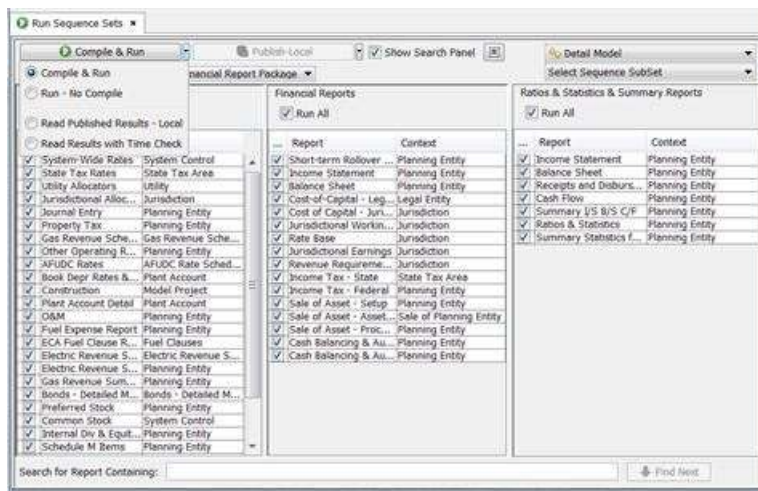 Run Sequence Sets
Compile & Run
Publish-Local
Show Search Panel
Detail Model
Compile & Run
nancial Report Package
Select Sequence SubSet
Run - No Compile
Read Published Results - Local
Read Results with Time Check
Financial Reports
Run All
Ratios & Statistics & Summary Reports
Run All
System-Wide Rates System Control
State Tax Rates State Tax Area
Utility Allocators Utility
Jurisdictional Alloc... Jurisdiction
Journal Entry Planning Entity
Property Tax Planning Entity
Gas Revenue Sche... Gas Revenue Sche...
Other Operating R... Planning Entity
AFUDC Rates AFUDC Rate Sched...
Book Depr Rates &... Plant Account
Construction Model Project
Plant Account Detail Plant Account
O&M Planning Entity
Fuel Expense Report Planning Entity
ECA Fuel Clause R... Fuel Clauses
Electric Revenue S... Electric Revenue S...
Electric Revenue S... Planning Entity
Gas Revenue Sum... Planning Entity
Bonds - Detailed M... Bonds - Detailed M...
Preferred Stock Planning Entity
Common Stock System Control
Internal Div & Equit... Planning Entity
Schedule M Items Planning Entity
... Report Context
Short-term Rollover ... Planning Entity
Income Statement Planning Entity
Balance Sheet Planning Entity
Cost-of-Capital - Leg... Legal Entity
Cost of Capital - Juri... Jurisdiction
Jurisdictional Workin... Jurisdiction
Rate Base Jurisdiction
Jurisdictional Earnings Jurisdiction
Revenue Requireme... Jurisdiction
Income Tax - State State Tax Area
Income Tax - Federal Planning Entity
Sale of Asset - Setup Planning Entity
Sale of Asset - Asset... Sale of Planning Entity
Sale of Asset - Proc... Planning Entity
Cash Balancing & Au... Planning Entity
Cash Balancing & Au... Planning Entity
... Report Context
Income Statement Planning Entity
Balance Sheet Planning Entity
Receipts and Disburs... Planning Entity
Cash Flow Planning Entity
Summary I/S B/S C/F Planning Entity
Ratios & Statistics Planning Entity
Summary Statistics f... Planning Entity
Search for Report Containing:
Find Next